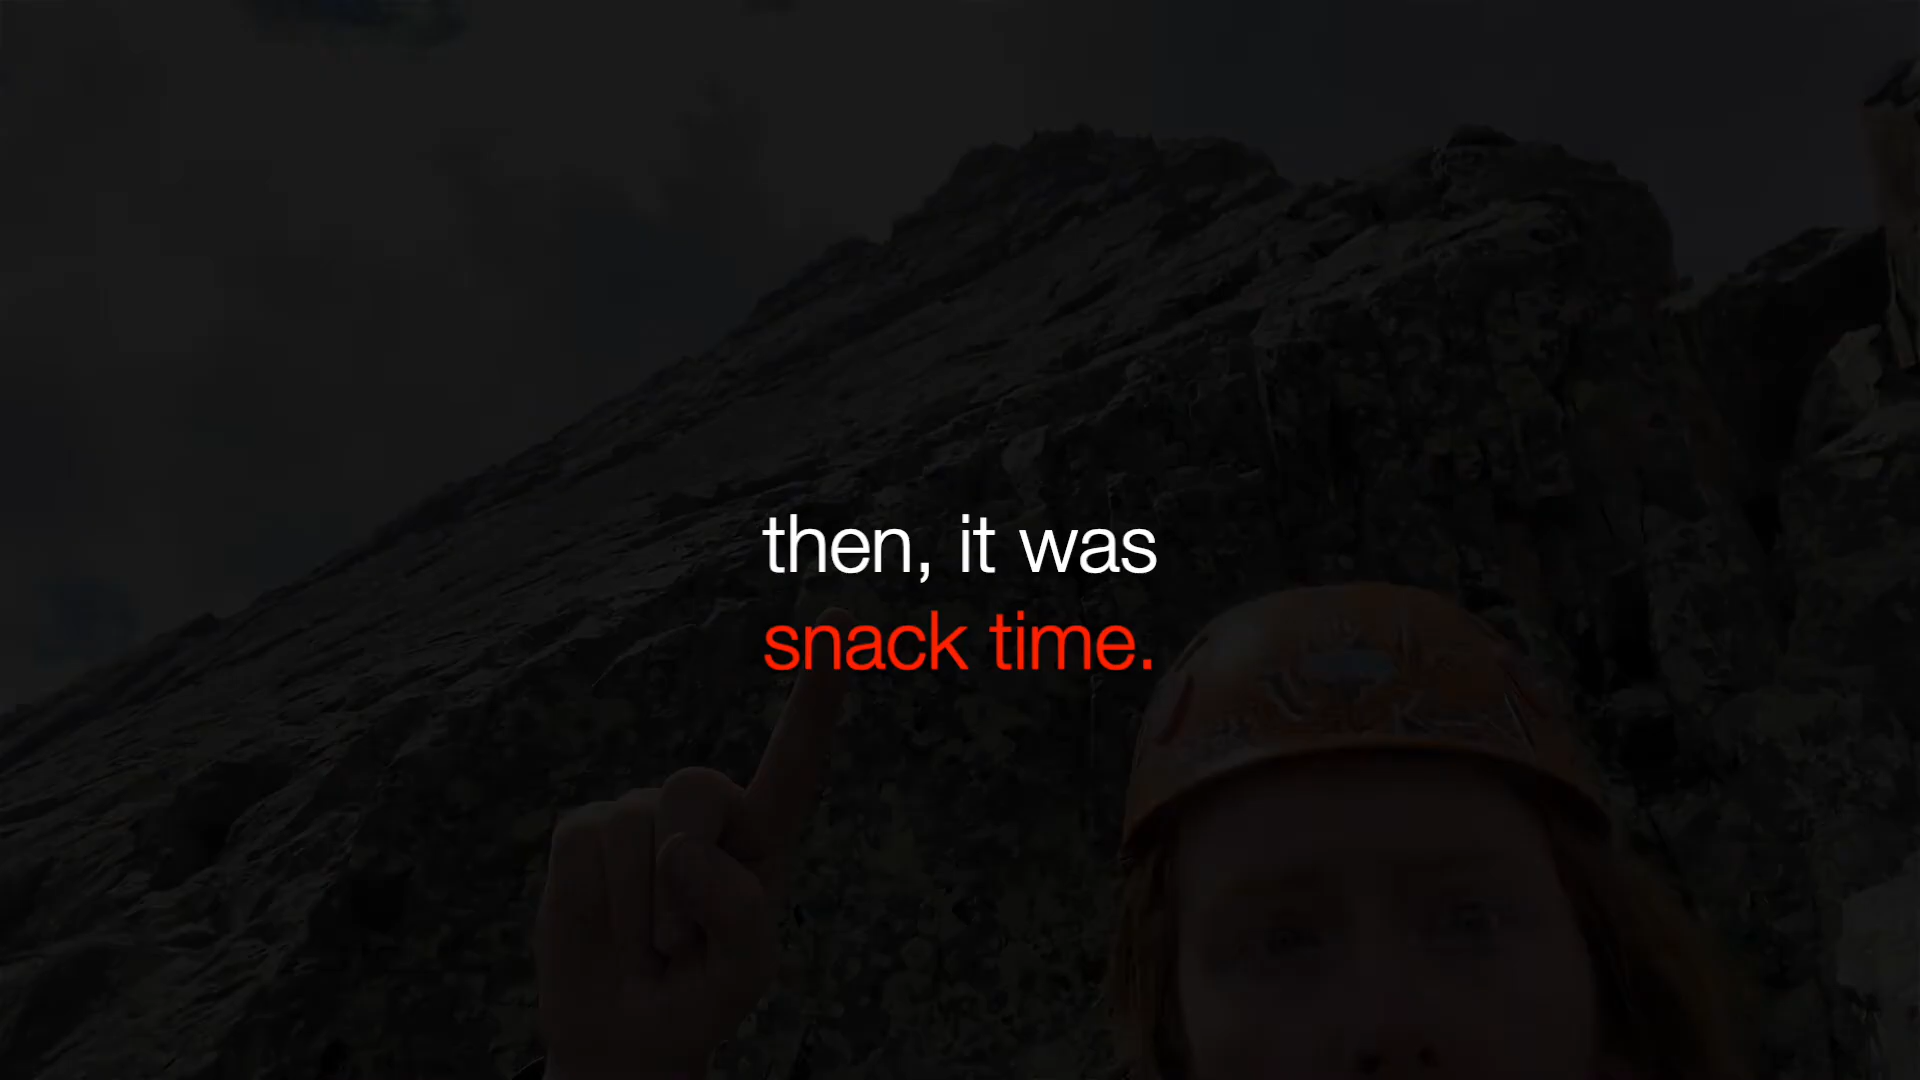 then, it was
snack time.